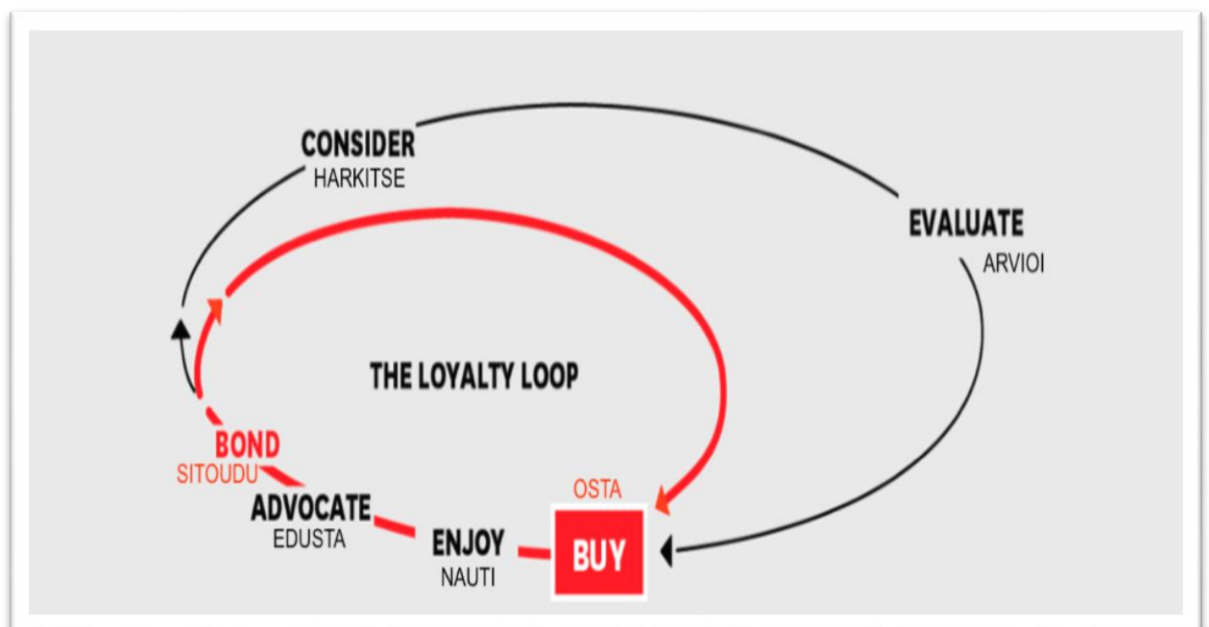 CONSIDER
HARKITSE
EVALUATE
ARVIOI
THE LOYALTY LOOP
BOND
SITOUDU
ADVOCATE
EDUSTA
ENJOY
NAUTI
OSTA
BUY